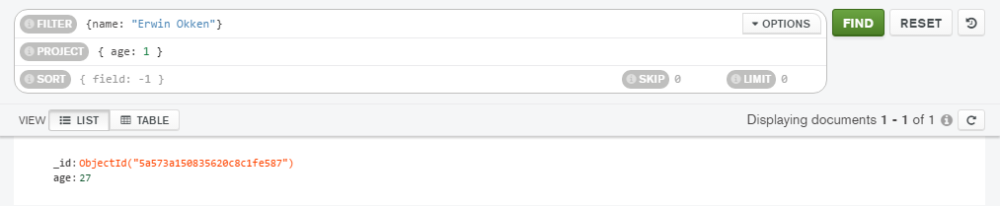 FILTER {name: "Erwin Okken"} OPTIONS FIND RESET
PROJECT { age: 1 }
SORT { field: -1 } SKIP 0 LIMIT 0
VIEW LIST TABLE Displaying documents 1 - 1 of 1
_id: ObjectId("5a573a150835620c8c1fe587")
age: 27